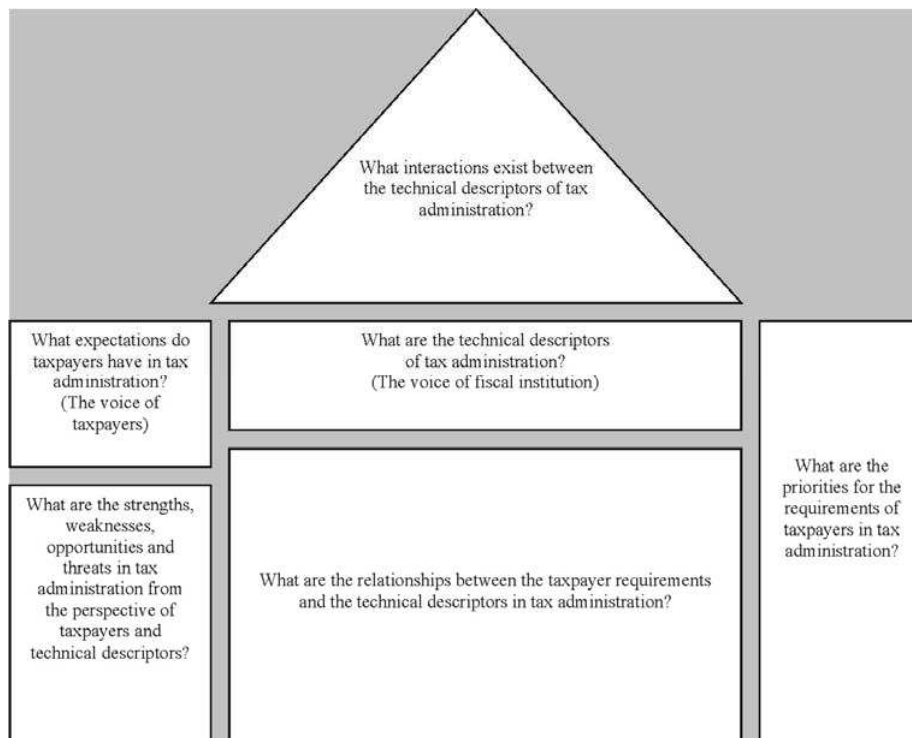 What interactions exist between
the technical descriptors of tax
administration?
What expectations do
taxpayers have in tax
administration?
(The voice of
taxpayers)
What are the technical descriptors
of tax administration?
(The voice of fiscal institution)
What are the
priorities for the
requirements of
taxpayers in tax
administration?
What are the strengths,
weaknesses,
opportunities and
threats in tax
administration from
the perspective of
taxpayers and
technical descriptors?
What are the relationships between the taxpayer requirements
and the technical descriptors in tax administration?